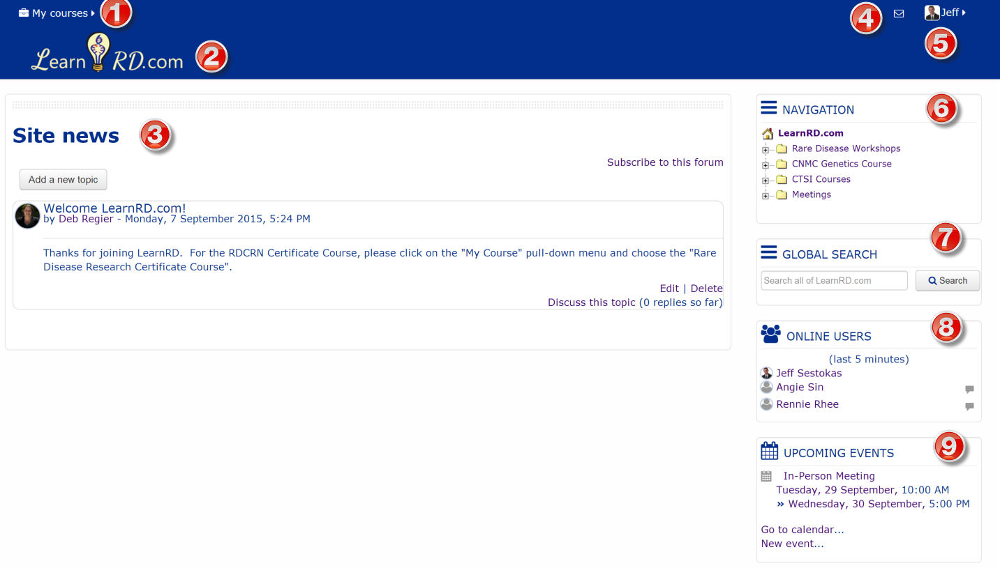 My courses
1
4
Jeff
5
Learn RD.com
2
Site news
3
Subscribe to this forum
Add a new topic
Welcome LearnRD.com!
by Deb Regier - Monday, 7 September 2015, 5:24 PM
Thanks for joining LearnRD.  For the RDCRN Certificate Course, please click on the "My Course" pull-down menu and choose the "Rare
Disease Research Certificate Course".
Edit | Delete
Discuss this topic (0 replies so far)
NAVIGATION
6
LearnRD.com
Rare Disease Workshops
CNMC Genetics Course
CTSI Courses
Meetings
7
GLOBAL SEARCH
Search all of LearnRD.com
Search
8
ONLINE USERS
(last 5 minutes)
Jeff Sestokas
Angie Sin
Rennie Rhee
9
UPCOMING EVENTS
In-Person Meeting
Tuesday, 29 September, 10:00 AM
» Wednesday, 30 September, 5:00 PM
Go to calendar...
New event...